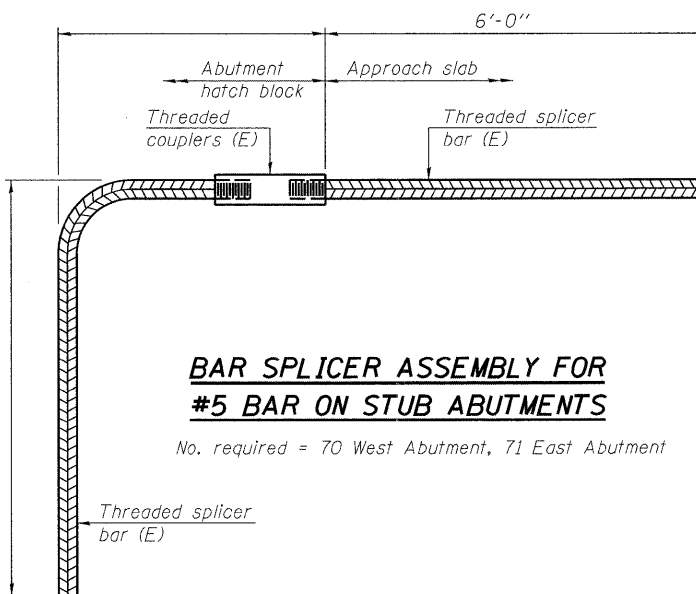 6'-0"
Abutment
hatch block
Approach slab
Threaded
couplers (E)
Threaded splicer
bar (E)
BAR SPLICER ASSEMBLY FOR
#5 BAR ON STUB ABUTMENTS
No. required = 70 West Abutment, 71 East Abutment
Threaded splicer
bar (E)